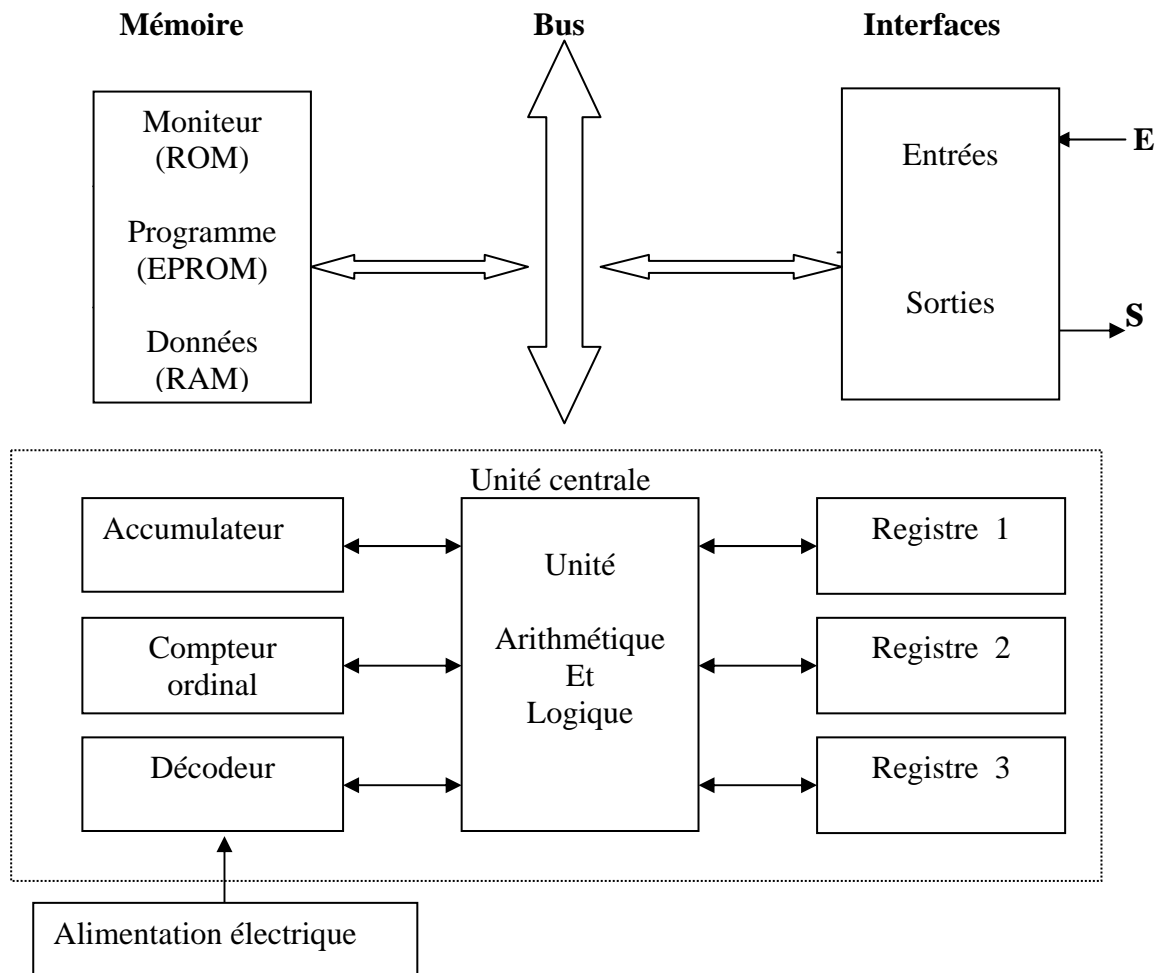 Mémoire
Bus
Interfaces
Moniteur
(ROM)
Programme
(EPROM)
Données
(RAM)
Entrées
Sorties
E
S
Unité centrale
Accumulateur
Compteur
ordinal
Décodeur
Unité
Arithmétique
Et
Logique
Registre 1
Registre 2
Registre 3
Alimentation électrique